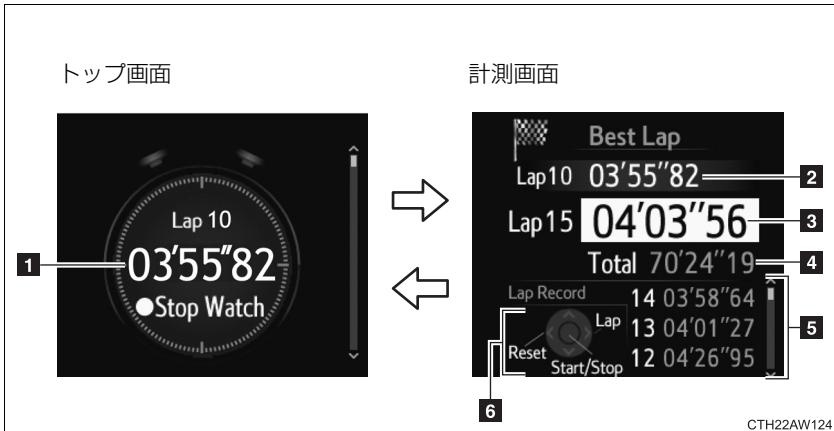 トップ画面
計測画面
Lap 10
03’55”82
●Stop Watch
1
Best Lap
Lap10 03’55”82
2
Lap15 04’03”56
3
Total 70’24”19
4
Lap Record
14 03’58”64
13 04’01”27
12 04’26”95
5
Lap
Reset
Start/Stop
6
CTH22AW124